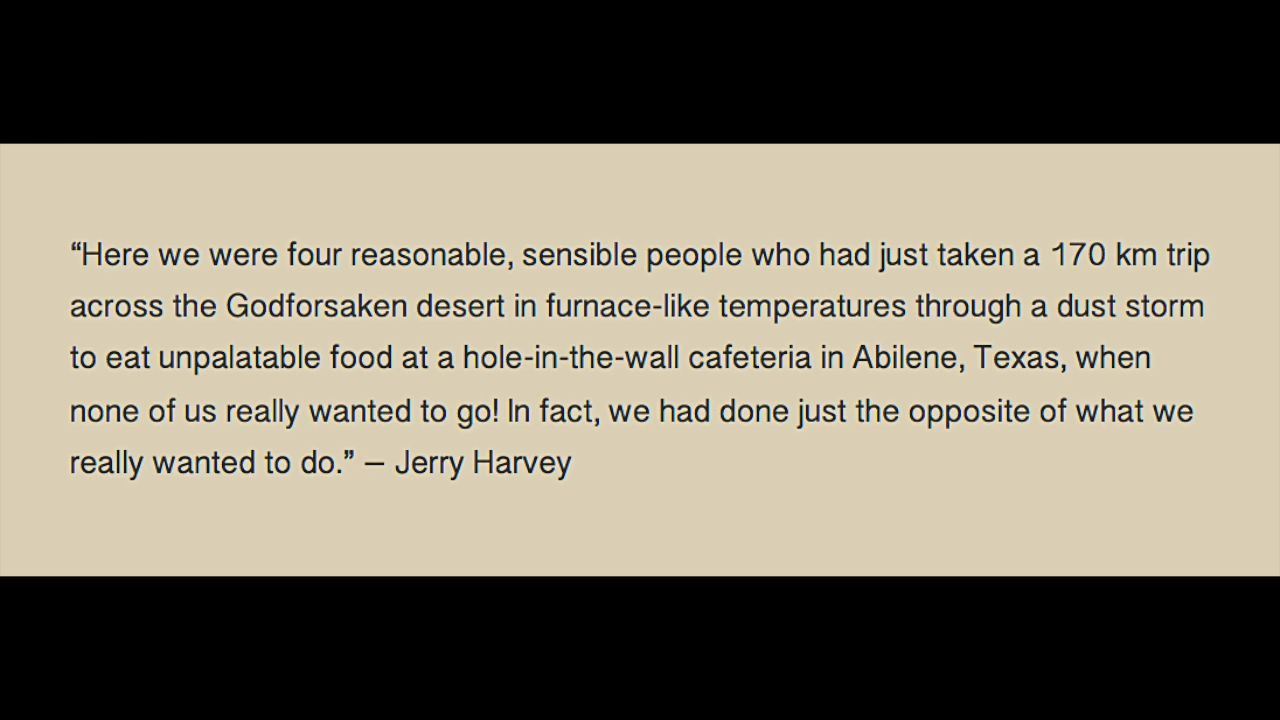 “Here we were four reasonable, sensible people who had just taken a 170 km trip
across the Godforsaken desert in furnace-like temperatures through a dust storm
to eat unpalatable food at a hole-in-the-wall cafeteria in Abilene, Texas, when
none of us really wanted to go! In fact, we had done just the opposite of what we
really wanted to do.” – Jerry Harvey